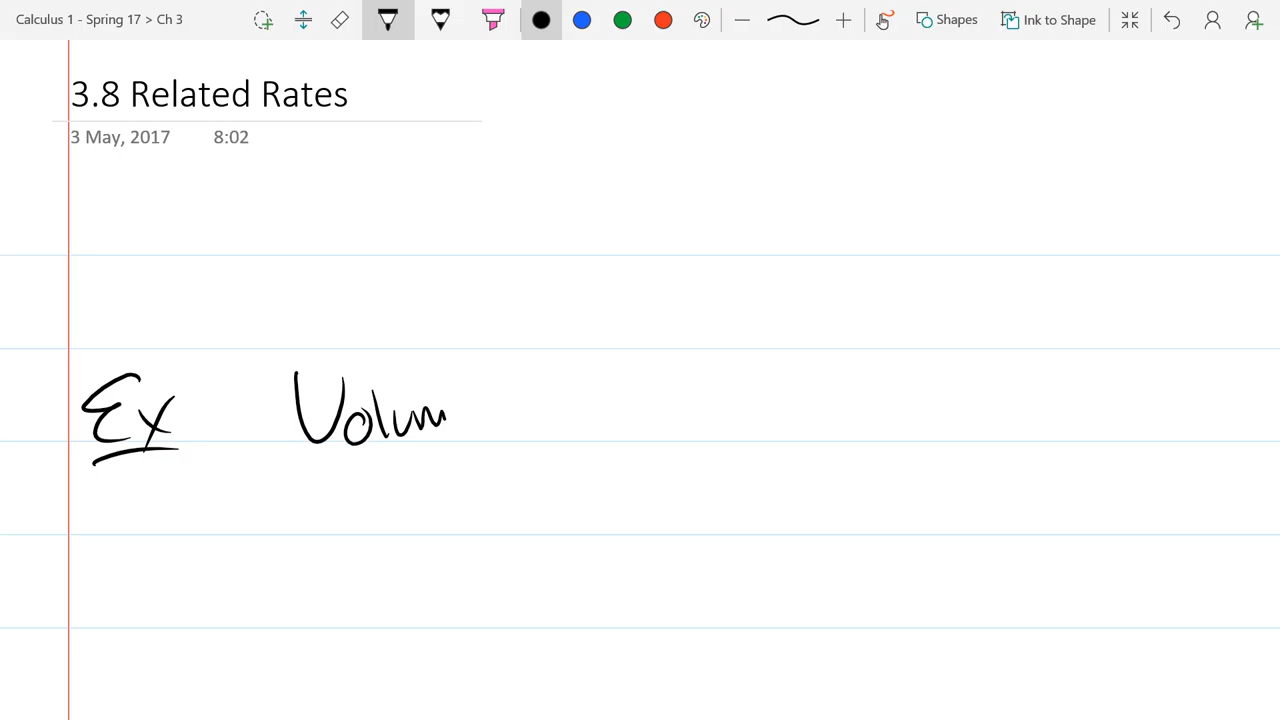 Calculus 1 - Spring 17 > Ch 3 Shapes Ink to Shape
3.8 Related Rates
3 May, 2017 8:02
Ex Volum